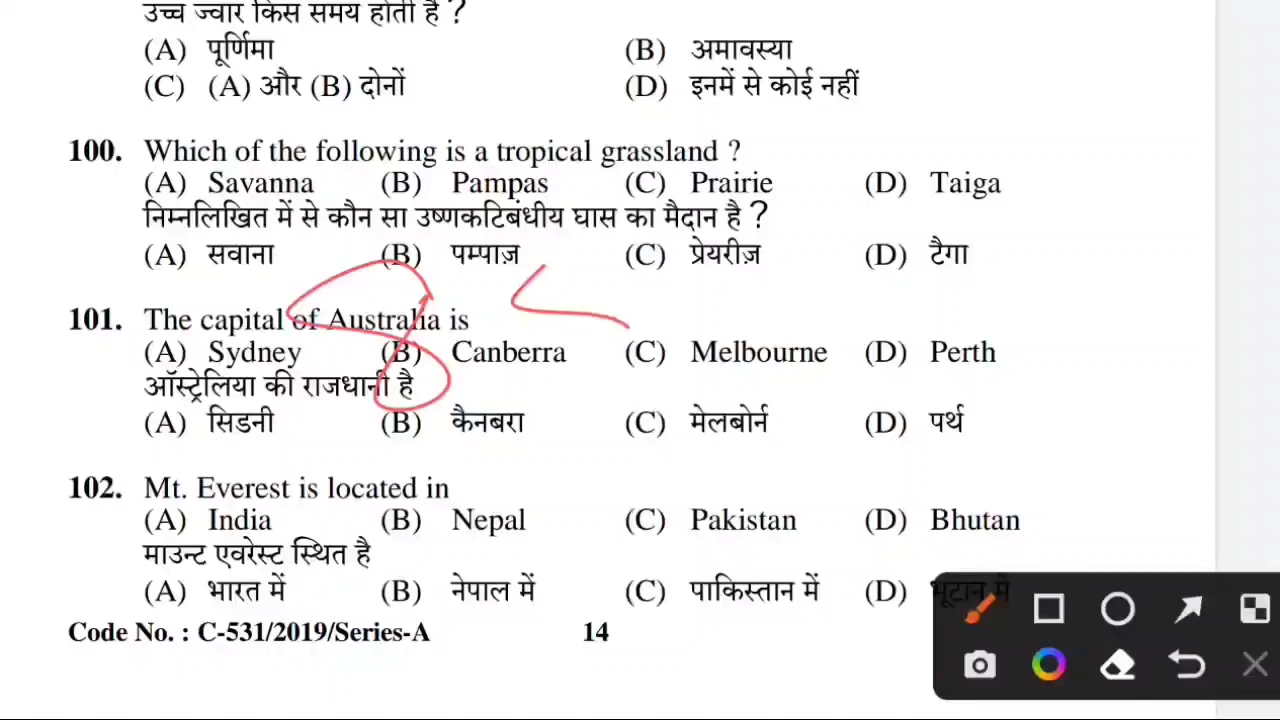 उच्च ज्वार किस समय होती है ?
(A) पूर्णिमा (B) अमावस्या
(C) (A) और (B) दोनों (D) इनमें से कोई नहीं
100. Which of the following is a tropical grassland ?
(A) Savanna (B) Pampas (C) Prairie (D) Taiga
निम्नलिखित में से कौन सा उष्णकटिबंधीय घास का मैदान है ?
(A) सवाना (B) पम्पाज़ (C) प्रेयरीज़ (D) टैगा
101. The capital of Australia is
(A) Sydney (B) Canberra (C) Melbourne (D) Perth
ऑस्ट्रेलिया की राजधानी है
(A) सिडनी (B) कैनबरा (C) मेलबोर्न (D) पर्थ
102. Mt. Everest is located in
(A) India (B) Nepal (C) Pakistan (D) Bhutan
माउन्ट एवरेस्ट स्थित है
(A) भारत में (B) नेपाल में (C) पाकिस्तान में (D) भूटान में
Code No. : C-531/2019/Series-A 14